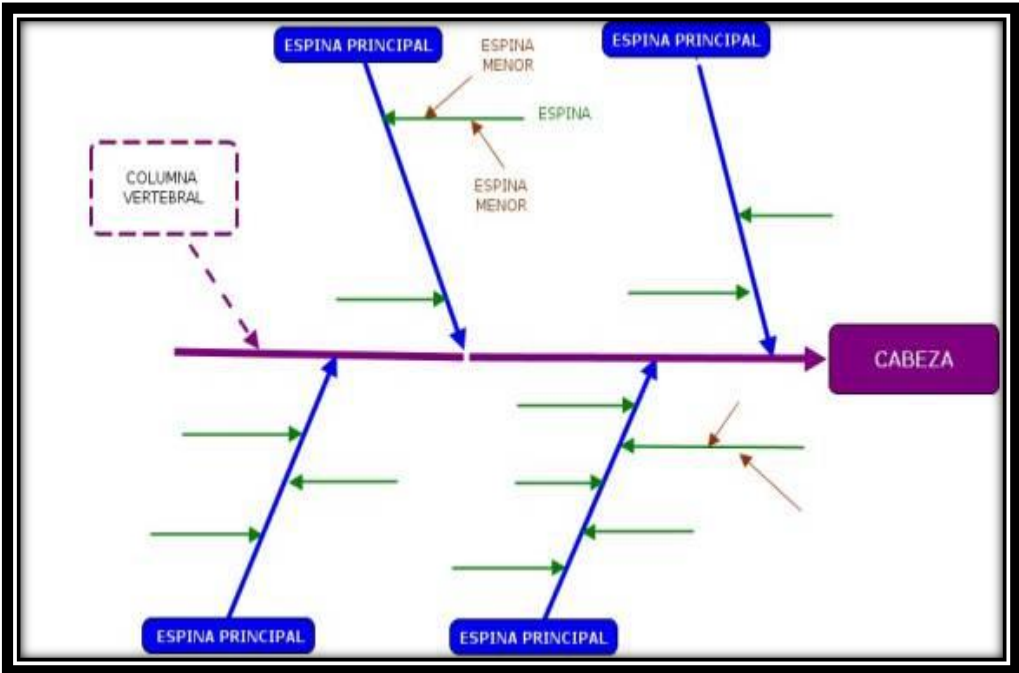 ESPINA PRINCIPAL
ESPINA
MENOR
ESPINA PRINCIPAL
ESPINA
COLUMNA
VERTEBRAL
ESPINA
MENOR
CABEZA
ESPINA PRINCIPAL
ESPINA PRINCIPAL